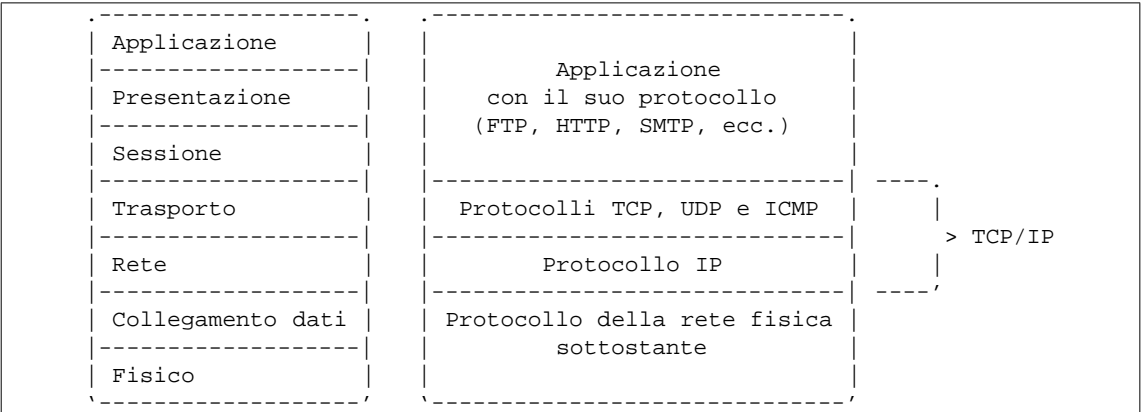 Applicazione
Applicazione
Presentazione
con il suo protocollo
(FTP, HTTP, SMTP, ecc.)
Sessione
Trasporto
Protocolli TCP, UDP e ICMP
> TCP/IP
Rete
Protocollo IP
Collegamento dati
Protocollo della rete fisica
sottostante
Fisico